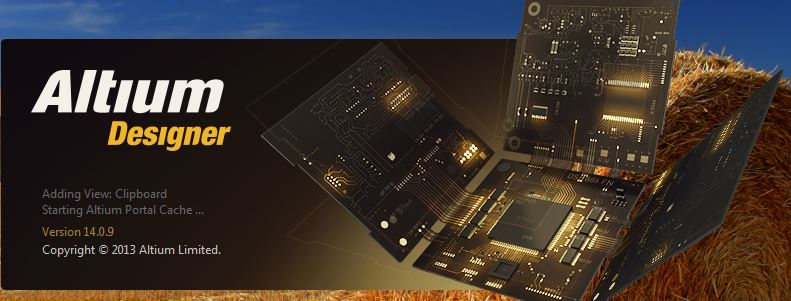 Altium
Designer
Adding View: Clipboard
Starting Altium Portal Cache ...
Version 14.0.9
Copyright © 2013 Altium Limited.